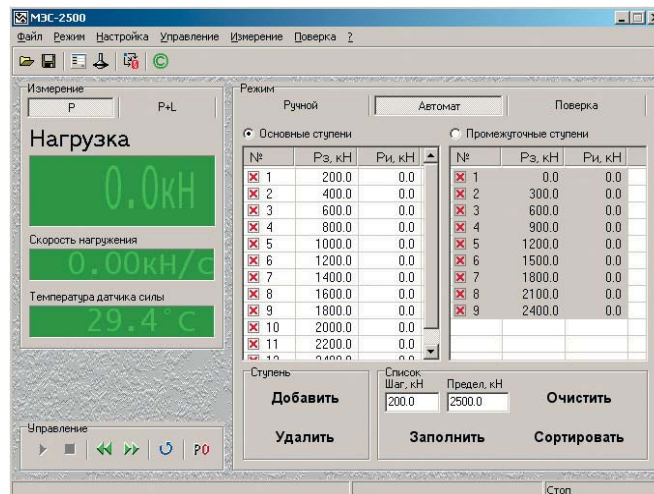 МЭС-2500
Файл Режим Настройка Управление Измерение Поверка ?
Измерение
P P+L
Нагрузка
0.0кН
Скорость нагружения
0.00кН/с
Температура датчика силы
29.4°C
Управление
P0
Режим
Ручной Автомат Поверка
Основные ступени Промежуточные ступени
№ Рз, кН Ри, кН № Рз, кН Ри, кН
1 200.0 0.0 1 0.0 0.0
2 400.0 0.0 2 300.0 0.0
3 600.0 0.0 3 600.0 0.0
4 800.0 0.0 4 900.0 0.0
5 1000.0 0.0 5 1200.0 0.0
6 1200.0 0.0 6 1500.0 0.0
7 1400.0 0.0 7 1800.0 0.0
8 1600.0 0.0 8 2100.0 0.0
9 1800.0 0.0 9 2400.0 0.0
10 2000.0 0.0
11 2200.0 0.0
12 2400.0 0.0
Ступень Список
Шаг, кН Предел, кН
Добавить 200.0 2500.0 Очистить
Удалить Заполнить Сортировать
Стоп